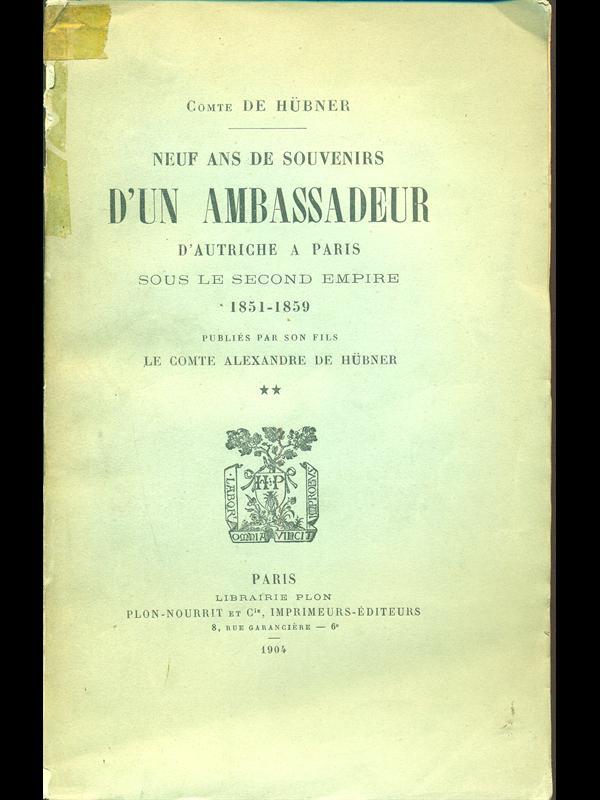 COMTE DE HÜBNER
NEUF ANS DE SOUVENIRS
D'UN AMBASSADEUR
D'AUTRICHE A PARIS
SOUS LE SECOND EMPIRE
1851-1859
PUBLIÉS PAR SON FILS
LE COMTE ALEXANDRE DE HÜBNER
★★
H P
LABOR
OMNIA VINCIT
IMPROBVS
PARIS
LIBRAIRIE PLON
PLON-NOURRIT ET Cie, IMPRIMEURS-ÉDITEURS
8, RUE GARANCIÈRE — 6e
1904